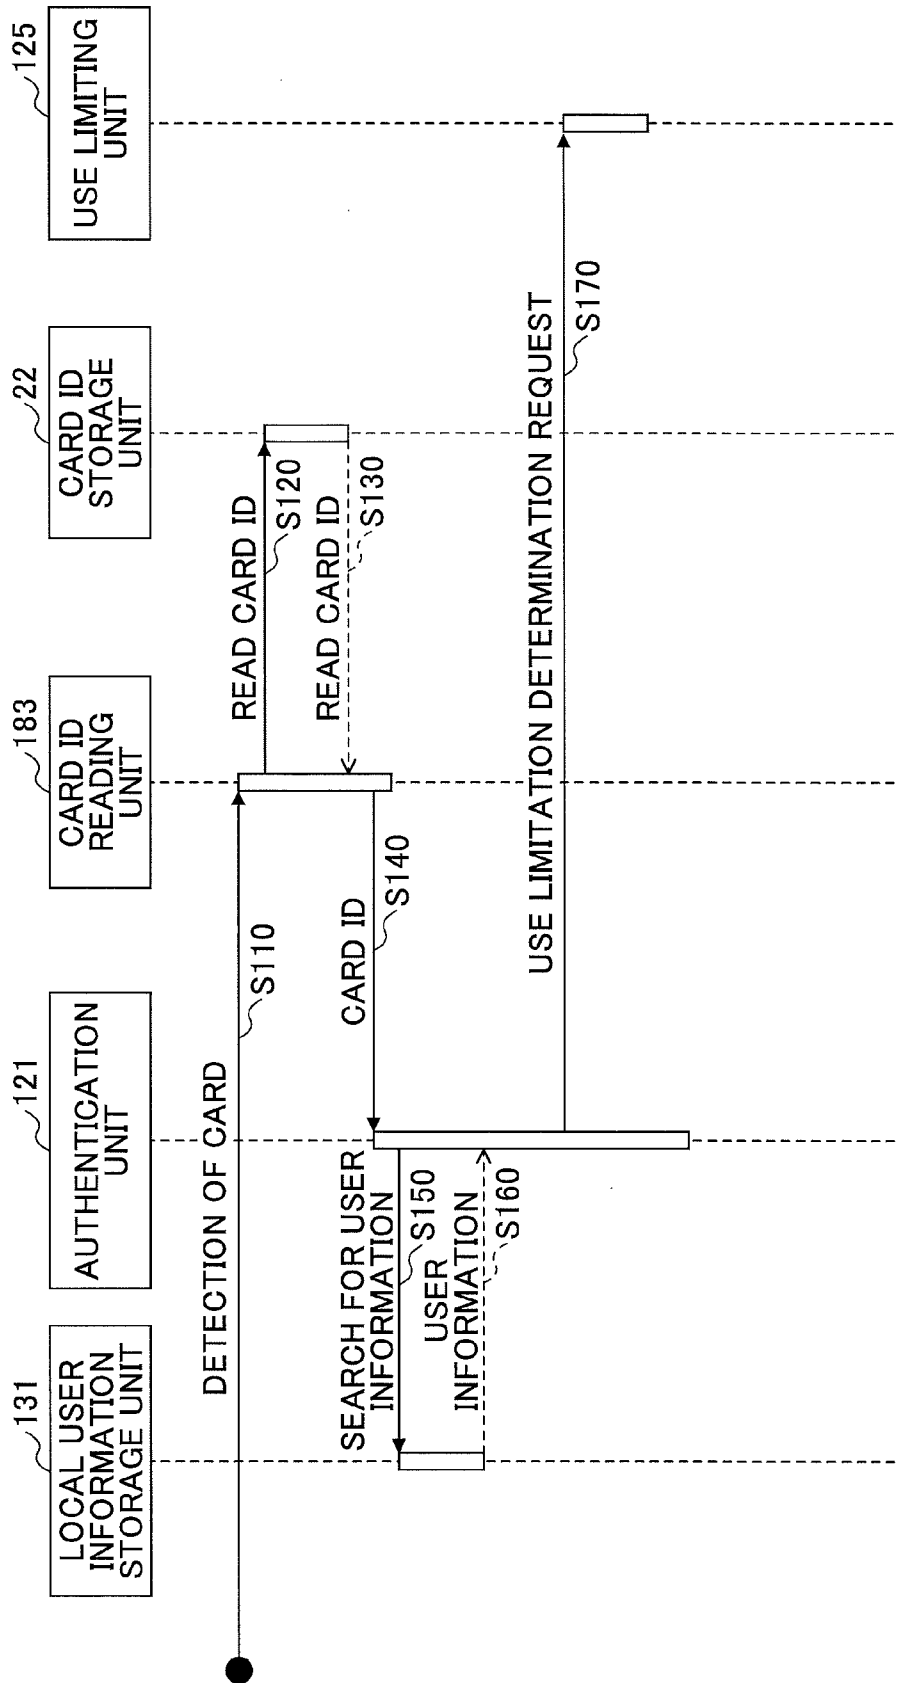 131
LOCAL USER
INFORMATION
STORAGE UNIT
121
AUTHENTICATION
UNIT
183
CARD ID
READING
UNIT
22
CARD ID
STORAGE
UNIT
125
USE LIMITING
UNIT
DETECTION OF CARD
S110
READ CARD ID
S120
READ CARD ID
S130
CARD ID
S140
SEARCH FOR USER
INFORMATION
S150
USER
INFORMATION
S160
USE LIMITATION DETERMINATION REQUEST
S170